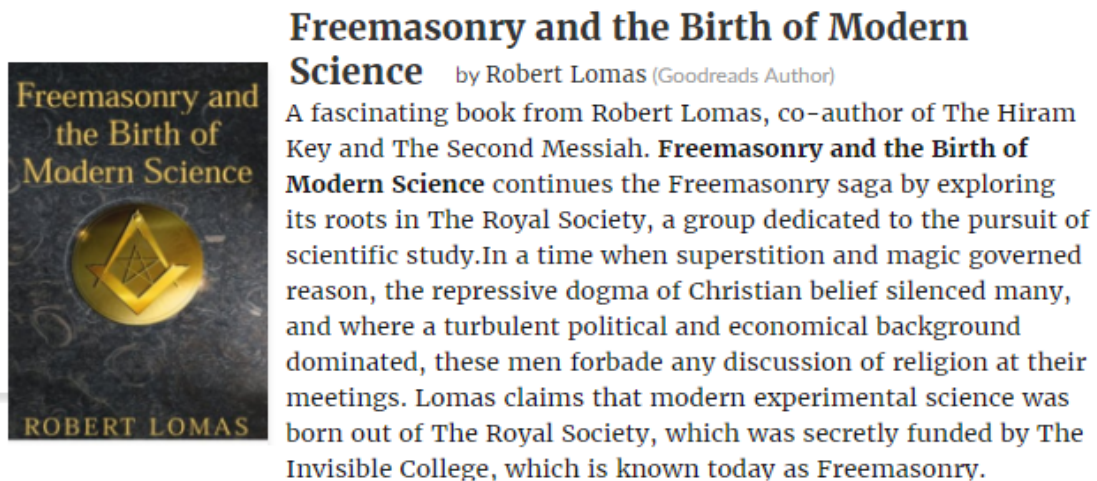 Freemasonry and the Birth of Modern
Science by Robert Lomas (Goodreads Author)
A fascinating book from Robert Lomas, co-author of The Hiram
Key and The Second Messiah. Freemasonry and the Birth of
Modern Science continues the Freemasonry saga by exploring
its roots in The Royal Society, a group dedicated to the pursuit of
scientific study.In a time when superstition and magic governed
reason, the repressive dogma of Christian belief silenced many,
and where a turbulent political and economical background
dominated, these men forbade any discussion of religion at their
meetings. Lomas claims that modern experimental science was
born out of The Royal Society, which was secretly funded by The
Invisible College, which is known today as Freemasonry.
Freemasonry and
the Birth of
Modern Science
ROBERT LOMAS